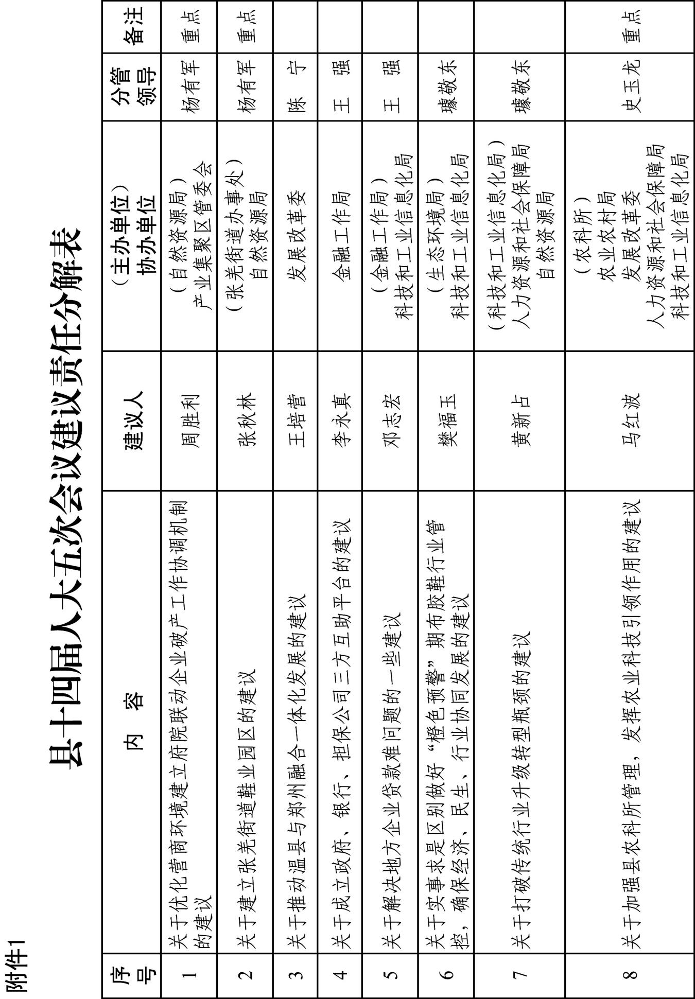 附件1
县十四届人大五次会议建议责任分解表
序号
内 容
建议人
（主办单位）
协办单位
分管
领导
备注
1
关于优化营商环境建立府院联动企业破产工作协调机制
的建议
周胜利
（自然资源局）
产业集聚区管委会
杨有军
重点
2
关于建立张羌街道鞋业园区的建议
张秋林
（张羌街道办事处）
自然资源局
杨有军
重点
3
关于推动温县与郑州融合一体化发展的建议
王培营
发展改革委
陈 宁
4
关于成立政府、银行、担保公司三方互助平台的建议
李永真
金融工作局
王 强
5
关于解决地方企业贷款难问题的一些建议
邓志宏
（金融工作局）
科技和工业信息化局
王 强
6
关于实事求是区别做好“橙色预警”期布胶鞋行业管
控，确保经济、民生、行业协同发展的建议
樊福玉
（生态环境局）
科技和工业信息化局
璩敬东
7
关于打破传统行业升级转型瓶颈的建议
黄新占
（科技和工业信息化局）
人力资源和社会保障局
自然资源局
璩敬东
8
关于加强县农科所管理，发挥农业科技引领作用的建议
马红波
（农科所）
农业农村局
发展改革委
人力资源和社会保障局
科技和工业信息化局
史玉龙
重点